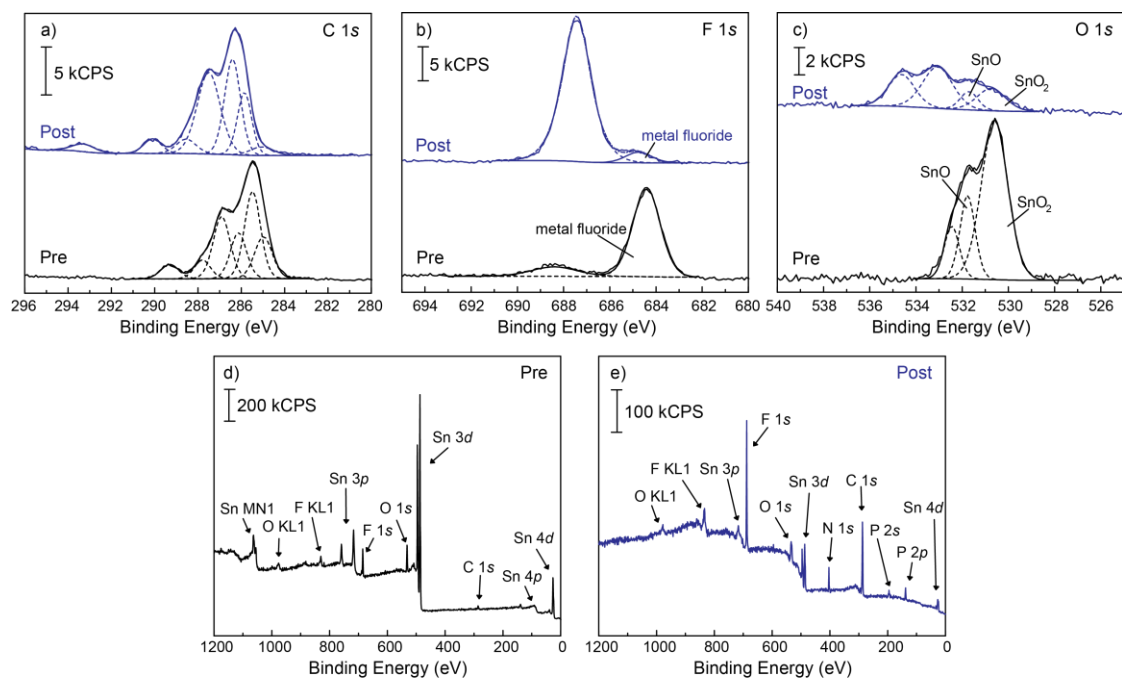 a)
C 1s
5 kCPS
Post
Pre
296 294 292 290 288 286 284 282 280
Binding Energy (eV)
b)
F 1s
5 kCPS
metal fluoride
Post
metal fluoride
Pre
694 692 690 688 686 684 682 680
Binding Energy (eV)
c)
O 1s
2 kCPS
SnO
SnO₂
Post
SnO
SnO₂
Pre
540 538 536 534 532 530 528 526
Binding Energy (eV)
d)
Pre
200 kCPS
Sn 3d
Sn 3p
Sn MN1
F KL1
O 1s
O KL1
F 1s
Sn 4d
C 1s
Sn 4p
1200 1000 800 600 400 200 0
Binding Energy (eV)
e)
Post
100 kCPS
F 1s
F KL1
Sn 3p
Sn 3d
C 1s
O KL1
O 1s
Sn 4d
N 1s
P 2s
P 2p
1200 1000 800 600 400 200 0
Binding Energy (eV)